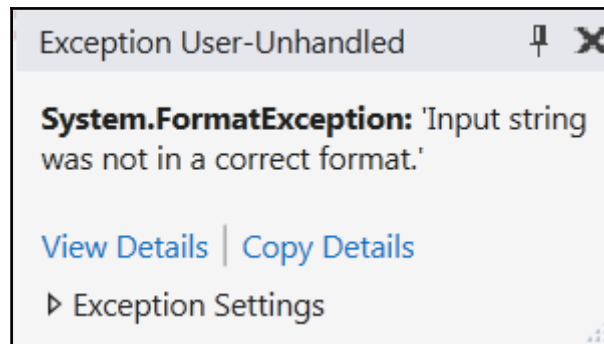 Exception User-Unhandled
System.FormatException: 'Input string
was not in a correct format.'
View Details | Copy Details
Exception Settings